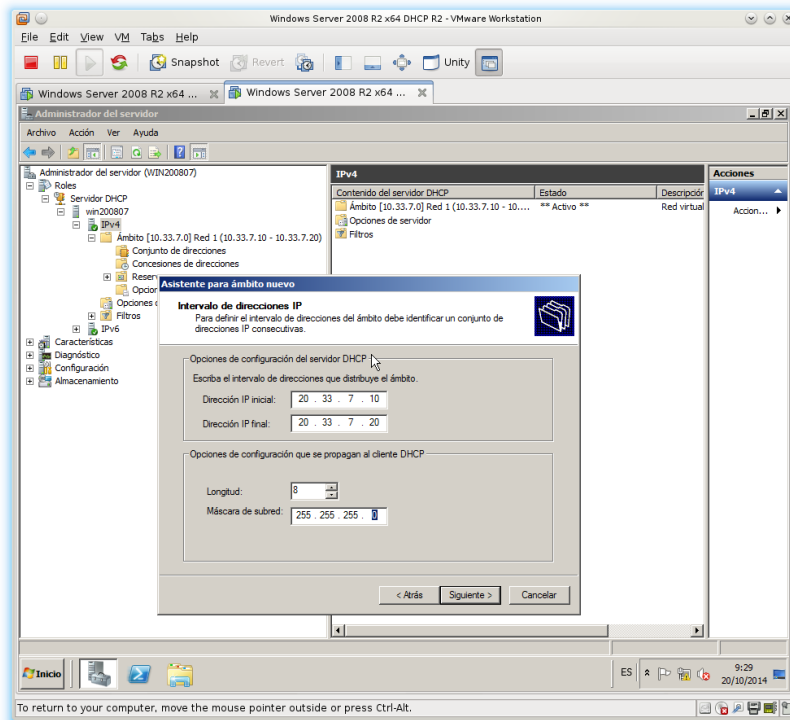 Windows Server 2008 R2 x64 DHCP R2 - VMware Workstation
File Edit View VM Tabs Help
Snapshot Revert Unity
Windows Server 2008 R2 x64 ... Windows Server 2008 R2 x64 ...
Administrador del servidor
Archivo Acción Ver Ayuda
Administrador del servidor (WIN200807)
Roles
Servidor DHCP
win200807
IPv4
Ámbito [10.33.7.0] Red 1 (10.33.7.10 - 10.33.7.20)
Conjunto de direcciones
Concesiones de direcciones
Reser
Opcion
Opciones
Filtros
IPv6
Características
Diagnóstico
Configuración
Almacenamiento
IPv4
Contenido del servidor DHCP Estado Descripción
Ámbito [10.33.7.0] Red 1 (10.33.7.10 - 10.... ** Activo ** Red virtual
Opciones de servidor
Filtros
Acciones
IPv4
Accion...
Asistente para ámbito nuevo
Intervalo de direcciones IP
Para definir el intervalo de direcciones del ámbito debe identificar un conjunto de
direcciones IP consecutivas.
Opciones de configuración del servidor DHCP
Escriba el intervalo de direcciones que distribuye el ámbito.
Dirección IP inicial: 20 . 33 . 7 . 10
Dirección IP final: 20 . 33 . 7 . 20
Opciones de configuración que se propagan al cliente DHCP
Longitud: 8
Máscara de subred: 255 . 255 . 255 . 0
< Atrás Siguiente > Cancelar
Inicio ES 9:29
20/10/2014
To return to your computer, move the mouse pointer outside or press Ctrl-Alt.